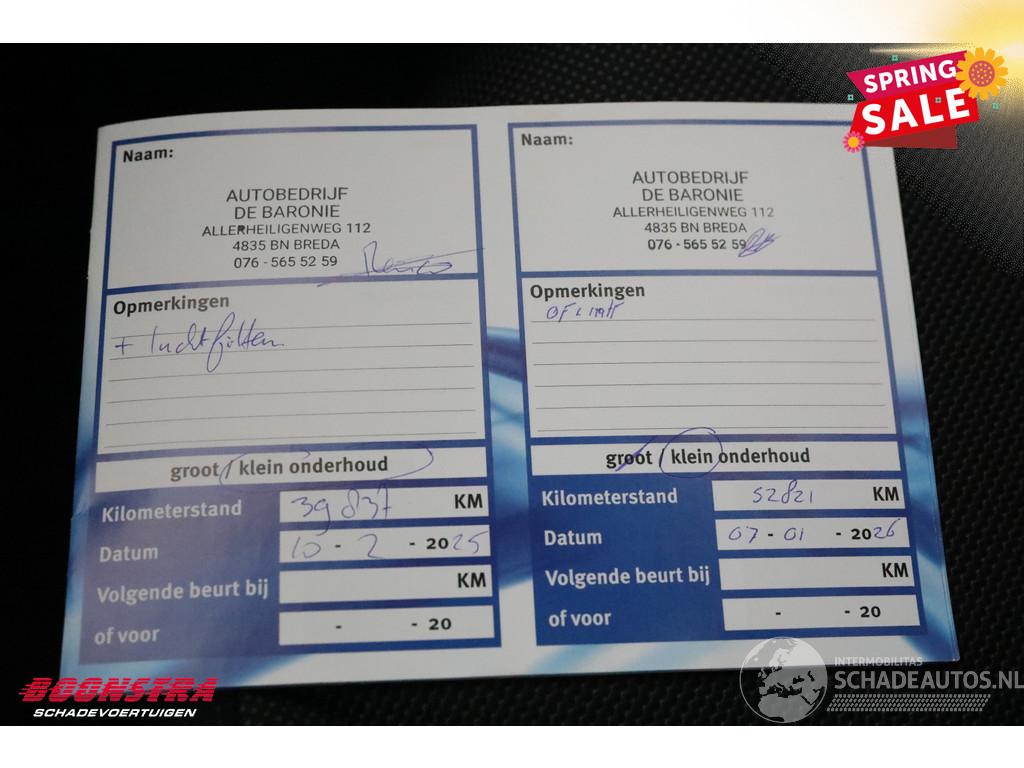 SPRING
SALE
Naam:
AUTOBEDRIJF
DE BARONIE
ALLERHEILIGENWEG 112
4835 BN BREDA
076 - 565 52 59
Opmerkingen
+ luchtfilter
groot / klein onderhoud
Kilometerstand 39 837 KM
Datum 10 - 2 - 2025
Volgende beurt bij KM
of voor - - 20
Naam:
AUTOBEDRIJF
DE BARONIE
ALLERHEILIGENWEG 112
4835 BN BREDA
076 - 565 52 59
Opmerkingen
groot / klein onderhoud
Kilometerstand 52821 KM
Datum 07 - 01 - 2026
Volgende beurt bij KM
of voor - - 20
BOONSTRA
SCHADEVOERTUIGEN
INTERMOBILITAS
SCHADEAUTOS.NL